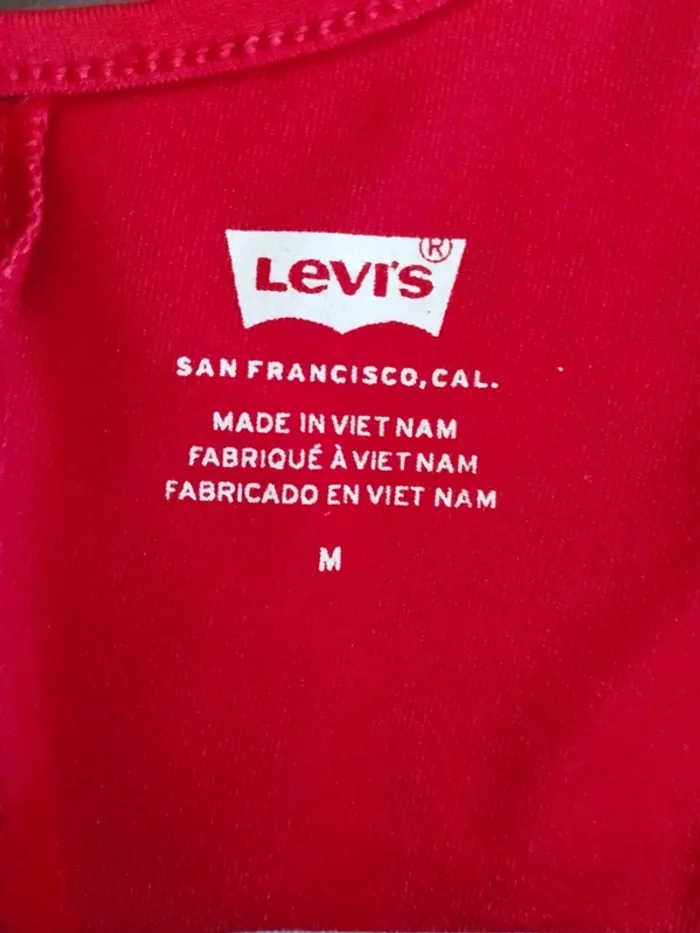 Levi's®
SAN FRANCISCO, CAL.
MADE IN VIET NAM
FABRIQUÉ À VIET NAM
FABRICADO EN VIET NAM
M